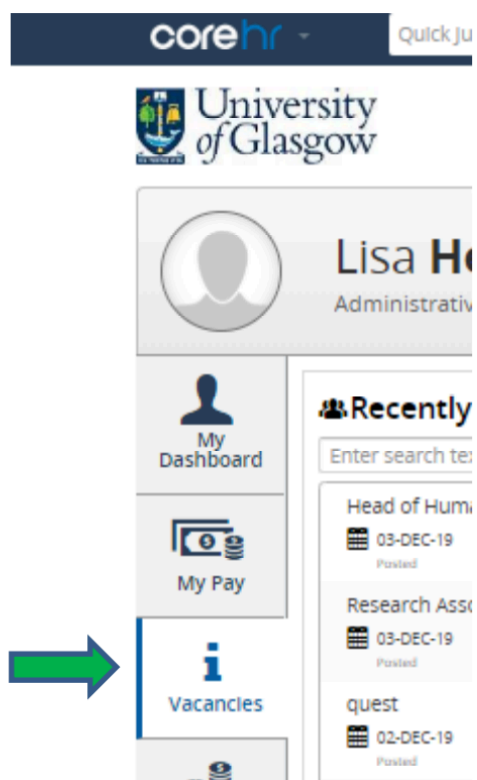 corehr
Quick Ju
University
of Glasgow
Lisa He
Administrativ
My
Dashboard
My Pay
Vacancies
Recently
Enter search tex
Head of Huma
03-DEC-19
Posted
Research Asso
03-DEC-19
Posted
quest
02-DEC-19
Posted